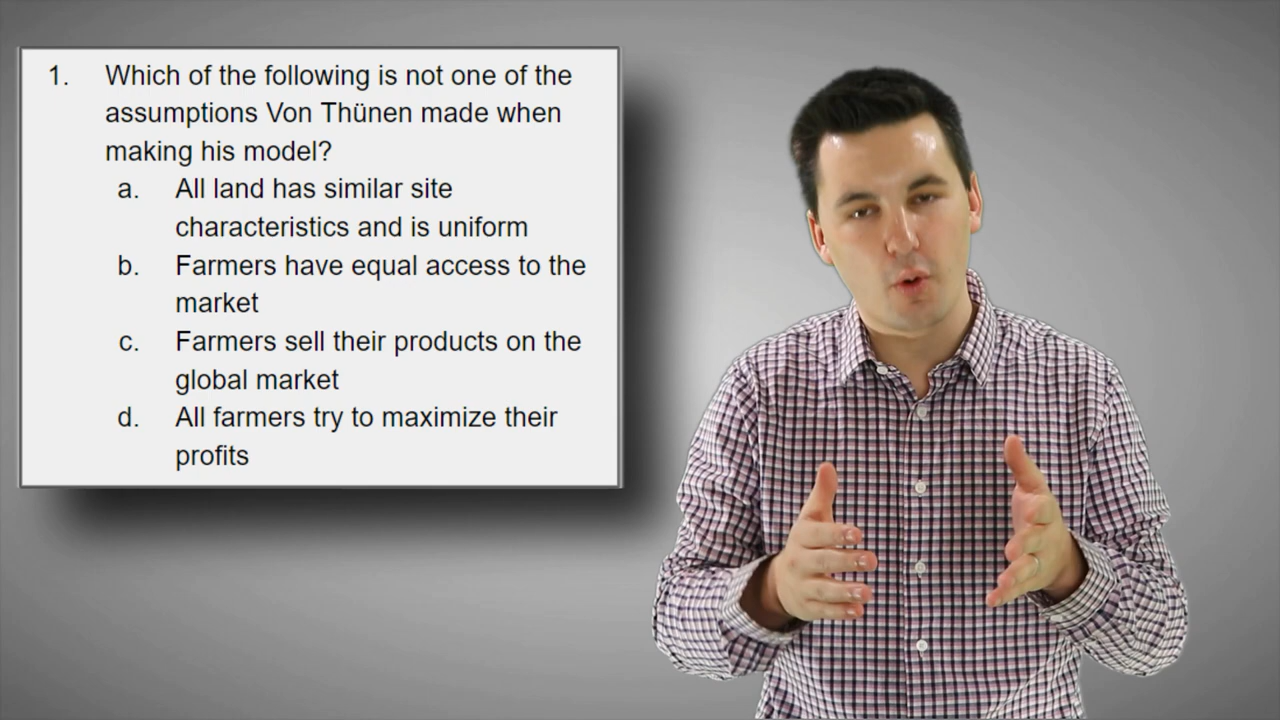 1. Which of the following is not one of the
assumptions Von Thünen made when
making his model?
a. All land has similar site
characteristics and is uniform
b. Farmers have equal access to the
market
c. Farmers sell their products on the
global market
d. All farmers try to maximize their
profits